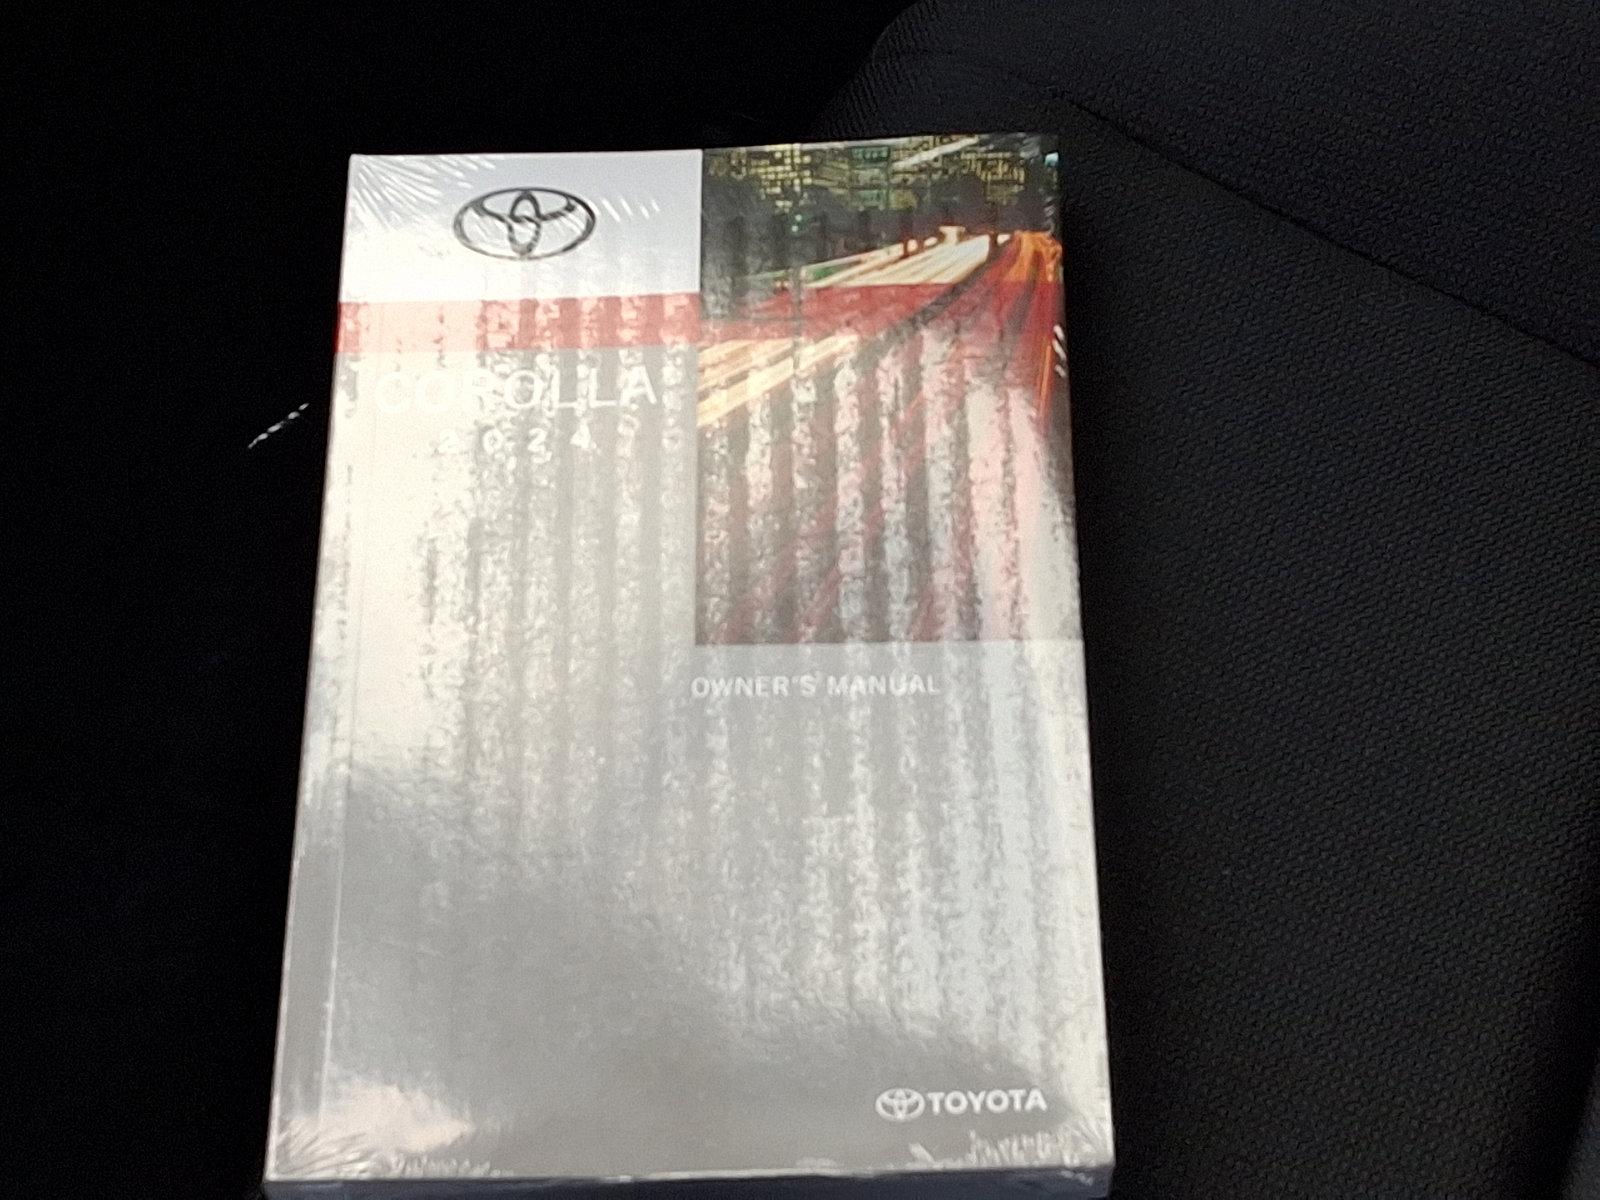 COROLLA
2024
OWNER'S MANUAL
TOYOTA